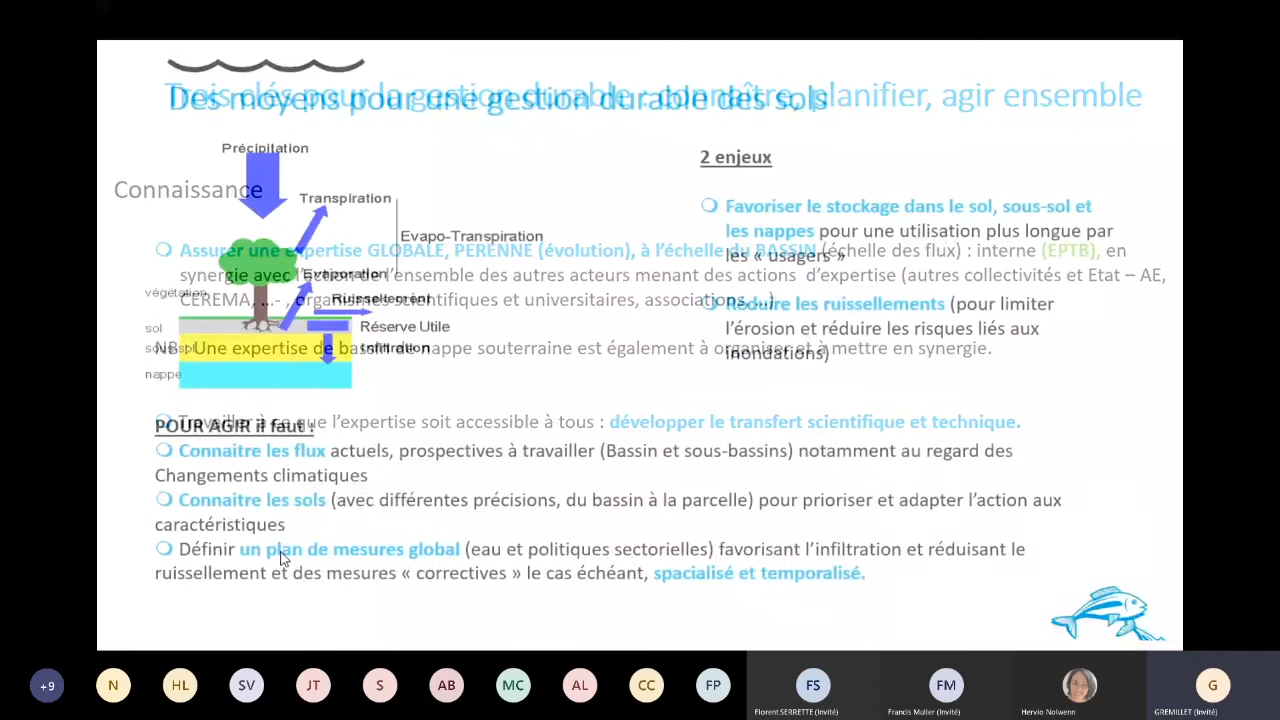 Trois clés pour la gestion durable : connaître, planifier, agir ensemble
Des moyens pour une gestion durable des sols
Précipitation
2 enjeux
Connaissance
Transpiration
Favoriser le stockage dans le sol, sous-sol et
les nappes pour une utilisation plus longue par
les « usagers »
Evapo-Transpiration
Assurer une expertise GLOBALE, PERENNE (évolution), à l’échelle du BASSIN (échelle des flux) : interne (EPTB), en
synergie avec l’action de l’ensemble des autres acteurs menant des actions d’expertise (autres collectivités et Etat – AE,
CEREMA, …- , organismes scientifiques et universitaires, associations, …)
Evaporation
végétation
Ruissellement
Réduire les ruissellements (pour limiter
l’érosion et réduire les risques liés aux
inondations)
sol
Réserve Utile
sous-sol
Infiltration
NB : Une expertise de bassin de nappe souterraine est également à organiser et à mettre en synergie.
nappe
Travailler à ce que l’expertise soit accessible à tous : développer le transfert scientifique et technique.
POUR AGIR il faut :
Connaitre les flux actuels, prospectives à travailler (Bassin et sous-bassins) notamment au regard des
Changements climatiques
Connaitre les sols (avec différentes précisions, du bassin à la parcelle) pour prioriser et adapter l’action aux
caractéristiques
Définir un plan de mesures global (eau et politiques sectorielles) favorisant l’infiltration et réduisant le
ruissellement et des mesures « correctives » le cas échéant, spacialisé et temporalisé.
+9 N HL SV JT S AB MC AL CC FP FS FM G
Florent SERRETTE (Invité) Francis Muller (Invité) Hervio Nolwenn GREMILLET (Invité)